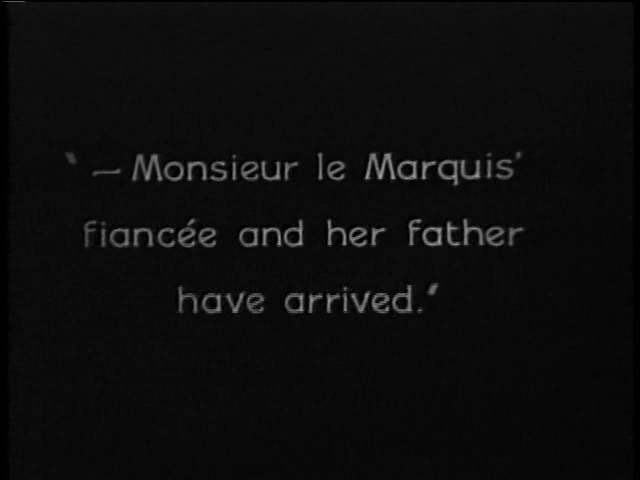 "—Monsieur le Marquis'
fiancée and her father
have arrived."